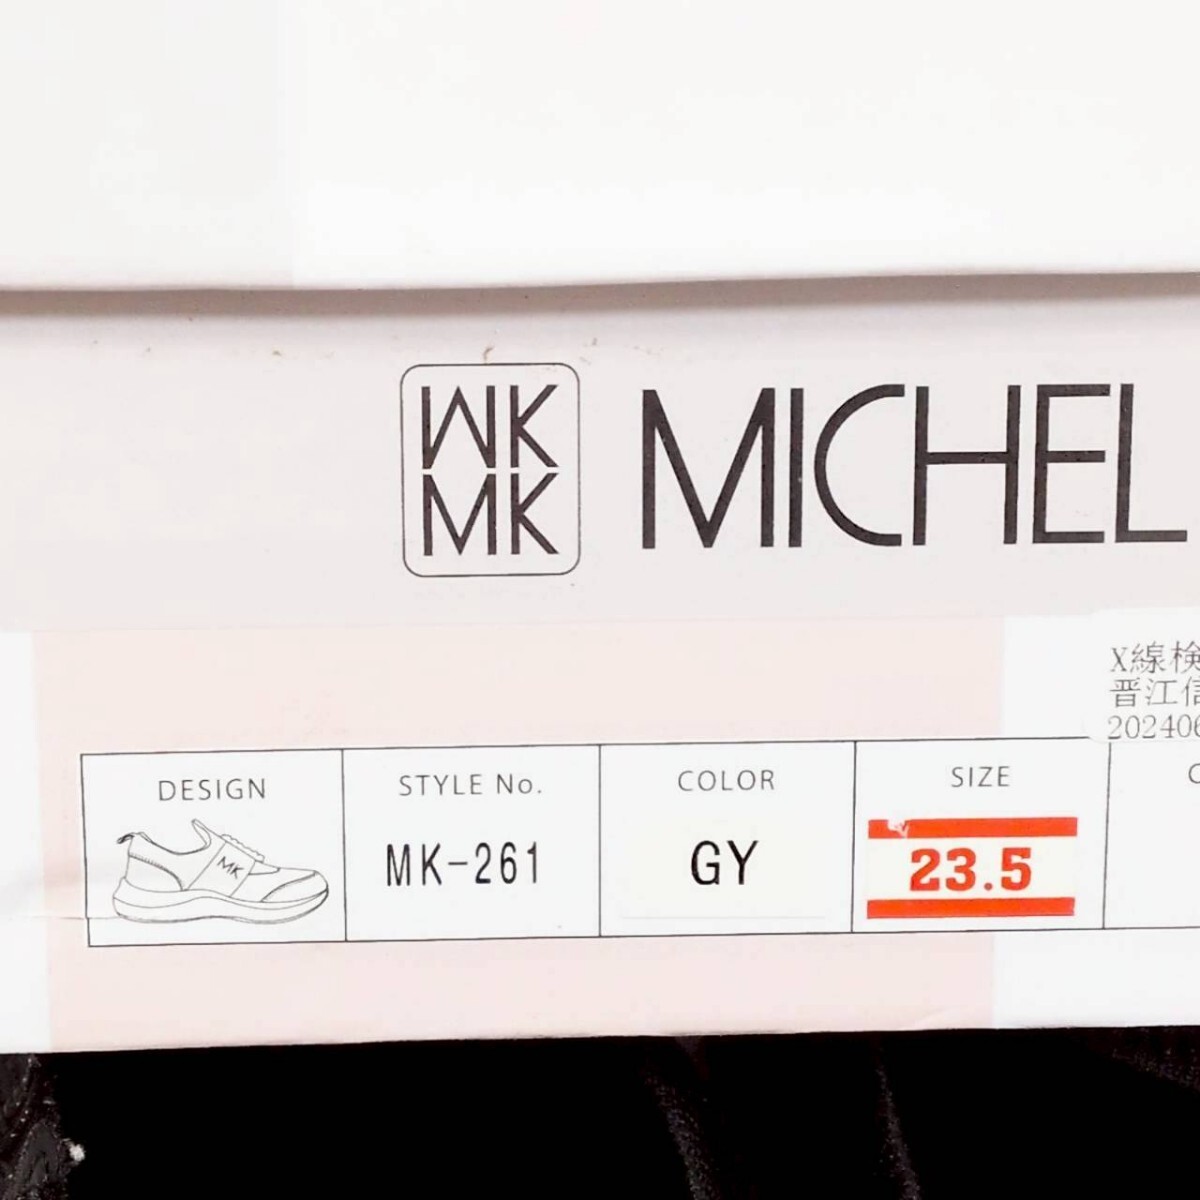 MK
MK
MICHEL
X線検
晋江信
202406
DESIGN
STYLE No.
COLOR
SIZE
MK
MK-261
GY
23.5